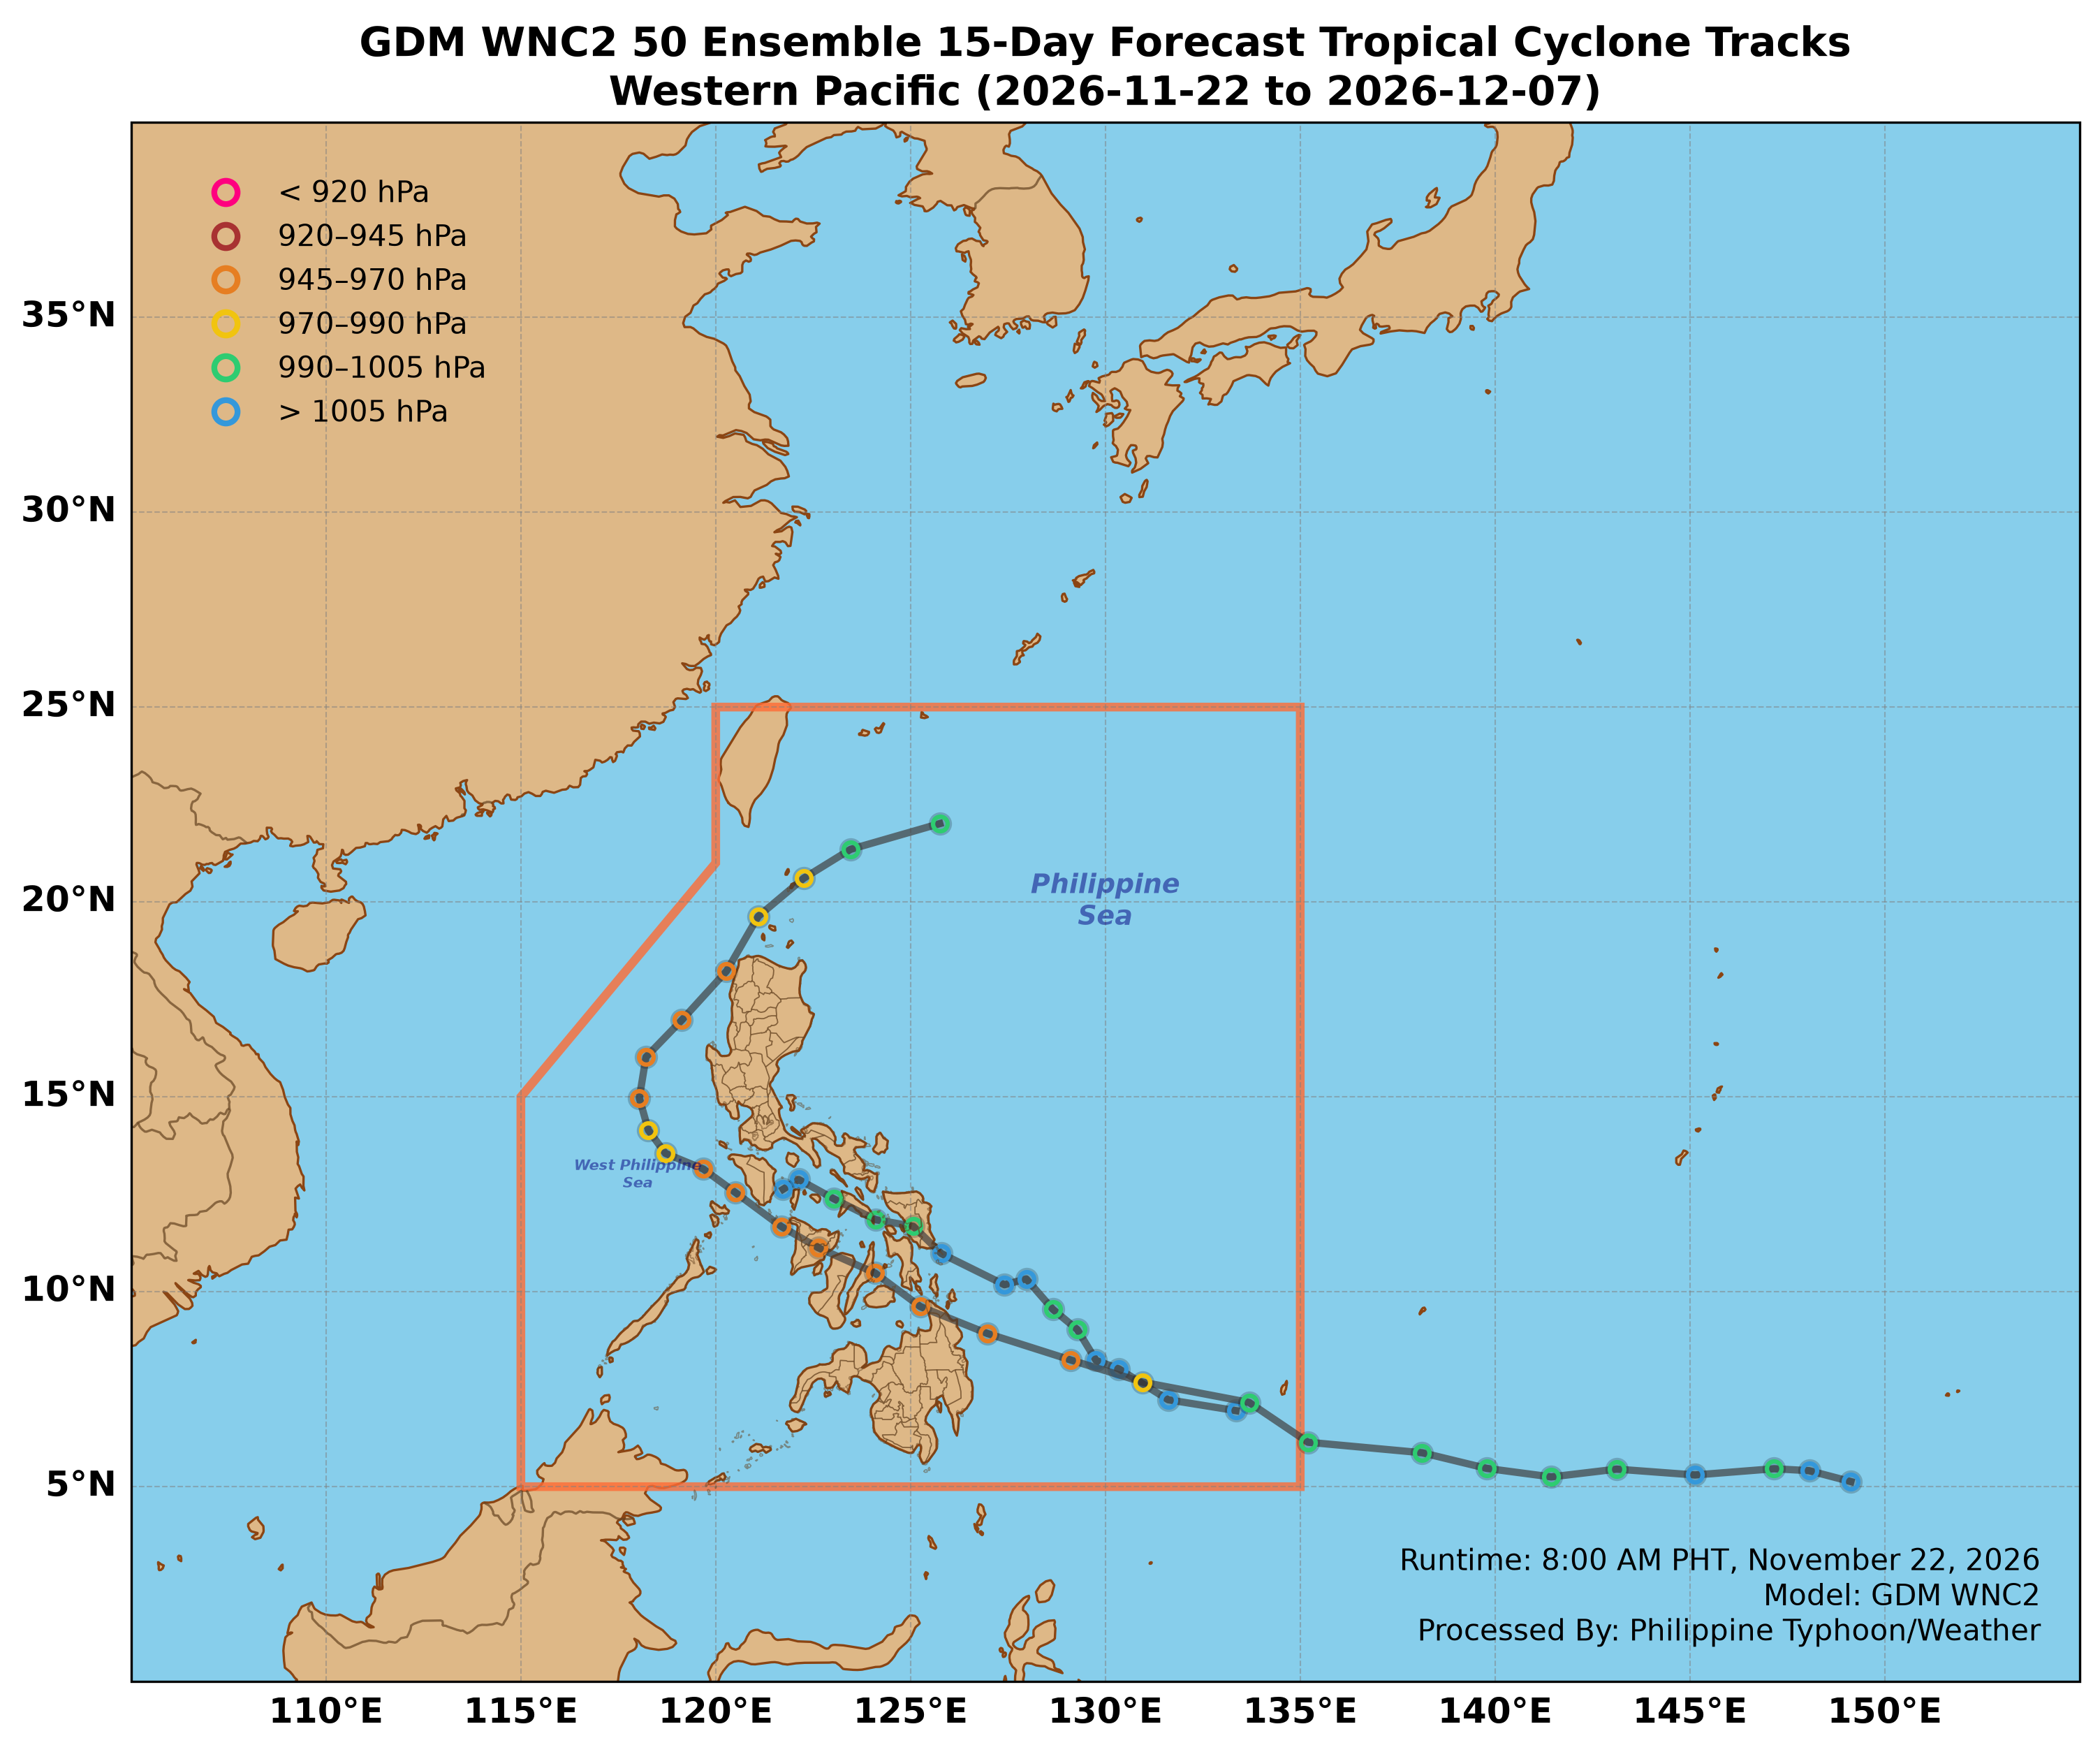 GDM WNC2 50 Ensemble 15-Day Forecast Tropical Cyclone Tracks
Western Pacific (2026-11-22 to 2026-12-07)
< 920 hPa
920–945 hPa
945–970 hPa
970–990 hPa
990–1005 hPa
> 1005 hPa
35°N
30°N
25°N
20°N
15°N
10°N
5°N
Philippine
Sea
West Philippine
Sea
Runtime: 8:00 AM PHT, November 22, 2026
Model: GDM WNC2
Processed By: Philippine Typhoon/Weather
110°E
115°E
120°E
125°E
130°E
135°E
140°E
145°E
150°E